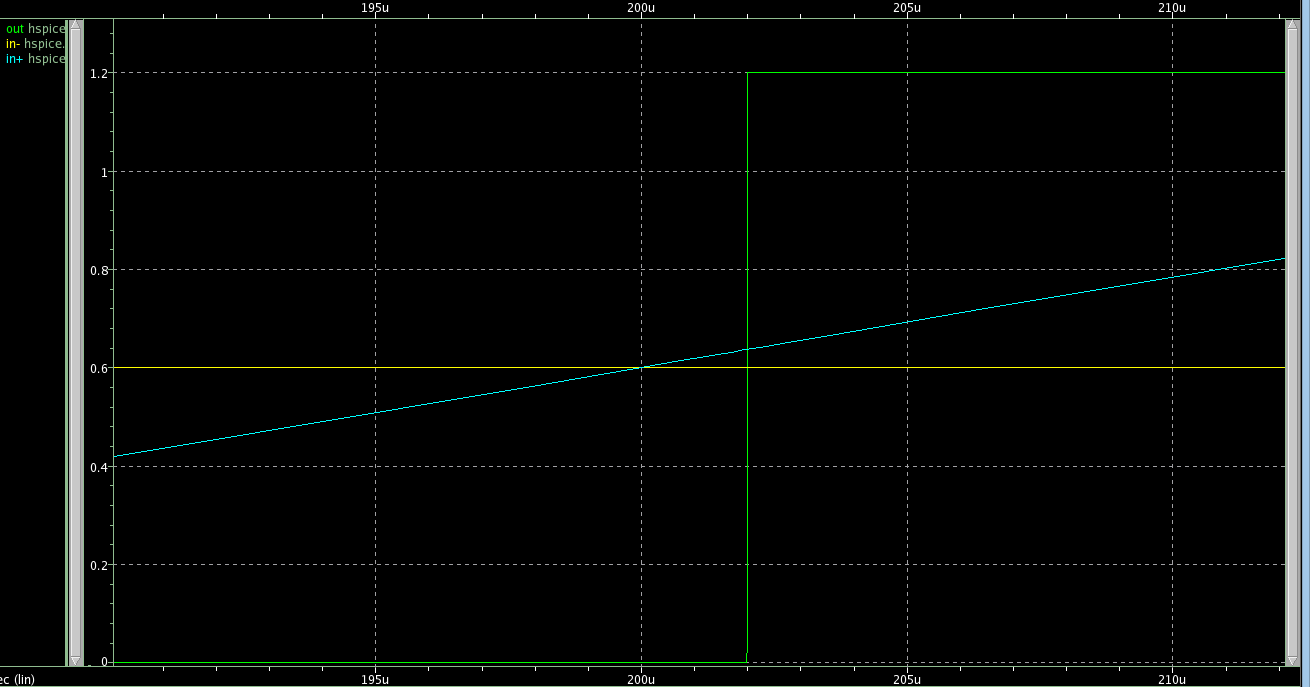 195u 200u 205u 210u
out hspice
in- hspice.
in+ hspice
1.2
1
0.8
0.6
0.4
0.2
0
ec (lin) 195u 200u 205u 210u